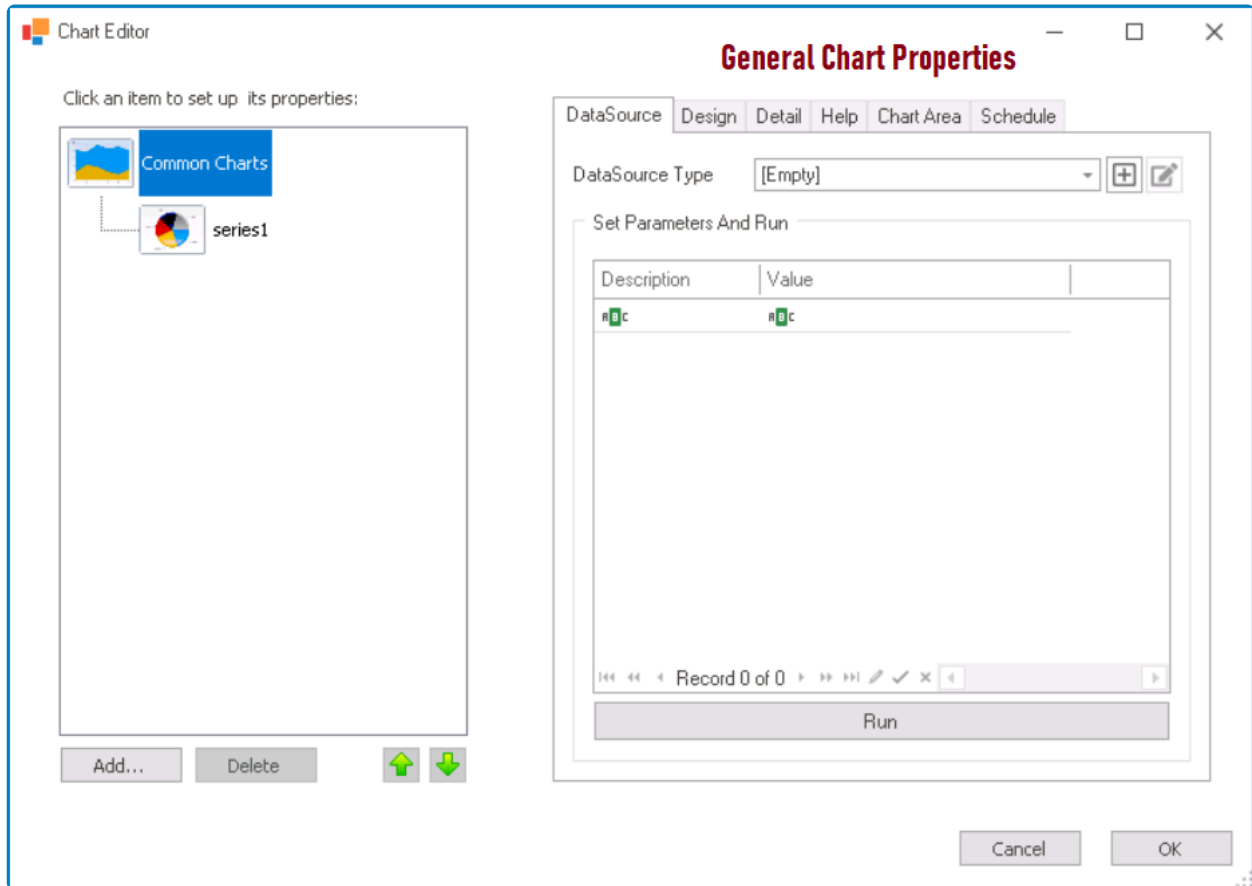 Chart Editor
General Chart Properties
Click an item to set up its properties:
Common Charts
series1
Add...
Delete
DataSource Design Detail Help Chart Area Schedule
DataSource Type [Empty]
Set Parameters And Run
Description Value
ABC ABC
Record 0 of 0
Run
Cancel OK